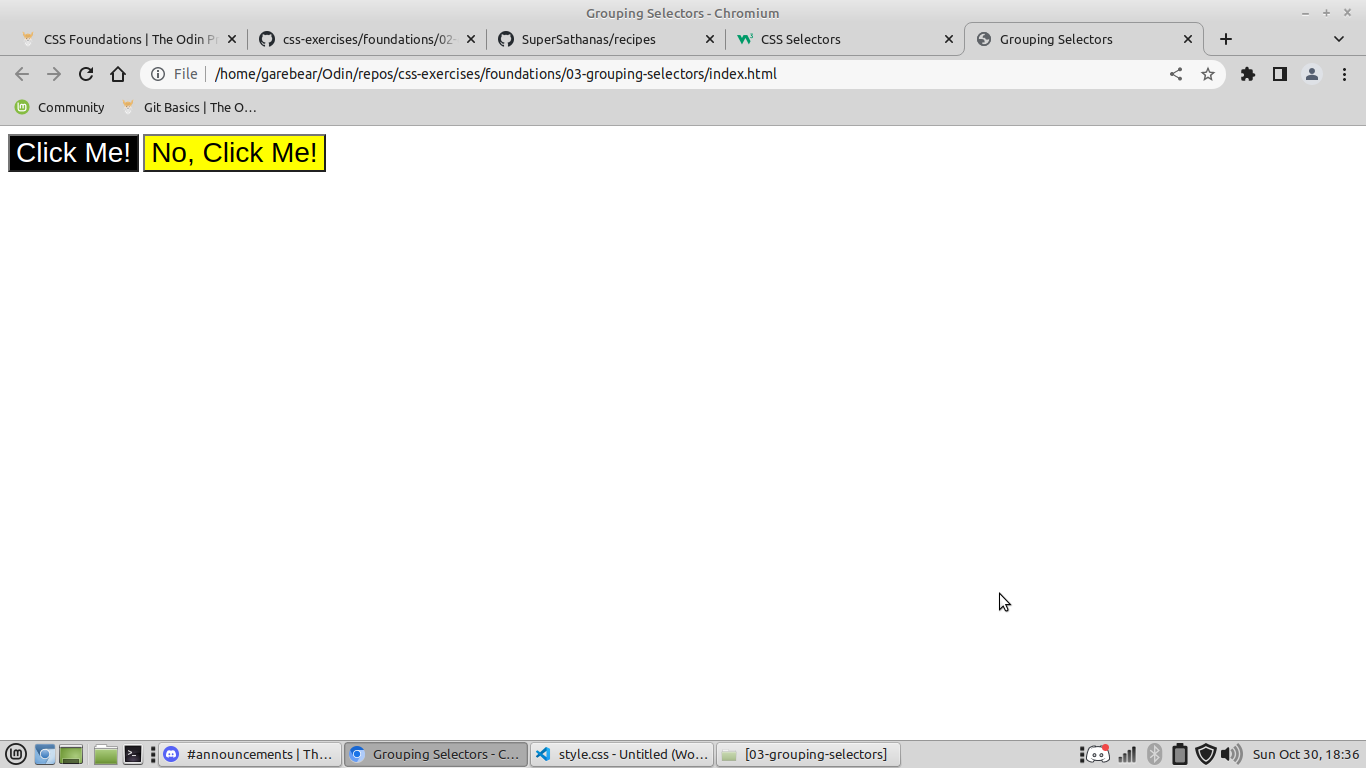 Grouping Selectors - Chromium
CSS Foundations | The Odin Pr
css-exercises/foundations/02-
SuperSathanas/recipes
CSS Selectors
Grouping Selectors
File
/home/garebear/Odin/repos/css-exercises/foundations/03-grouping-selectors/index.html
Community
Git Basics | The O…
Click Me!
No, Click Me!
#announcements | Th…
Grouping Selectors - C…
style.css - Untitled (Wo…
[03-grouping-selectors]
Sun Oct 30, 18:36